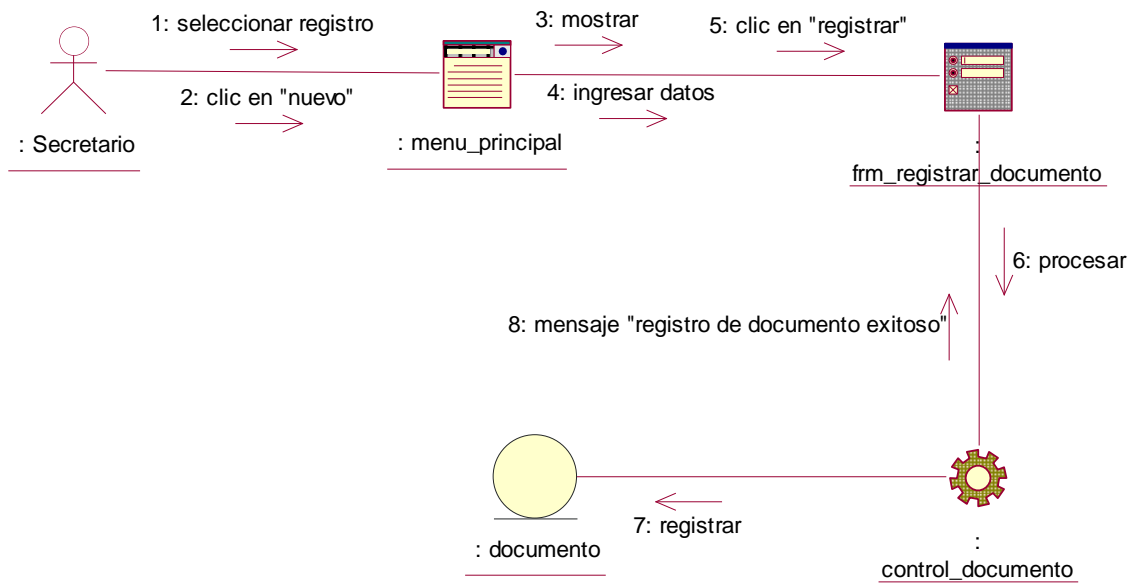 1: seleccionar registro
3: mostrar
5: clic en "registrar"
2: clic en "nuevo"
4: ingresar datos
: Secretario
: menu_principal
:
frm_registrar_documento
6: procesar
8: mensaje "registro de documento exitoso"
7: registrar
: documento
:
control_documento